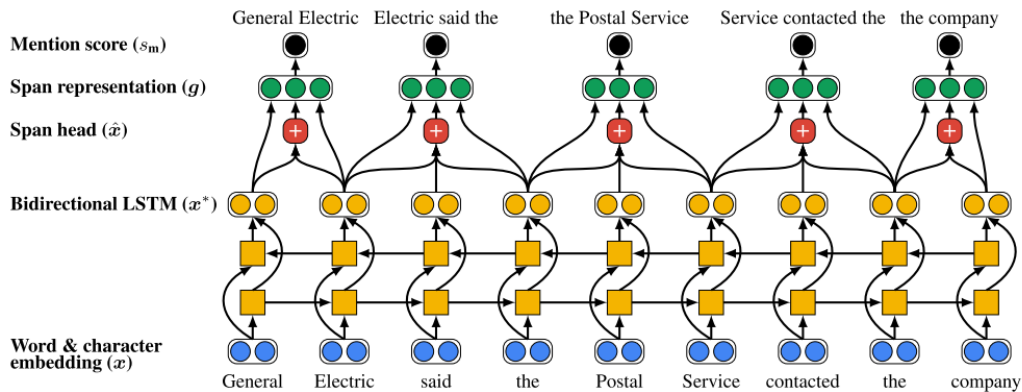 General Electric Electric said the the Postal Service Service contacted the the company
Mention score (s_m)
Span representation (g)
Span head (x̂)
+ + + + +
Bidirectional LSTM (x*)
Word & character
embedding (x)
General Electric said the Postal Service contacted the company